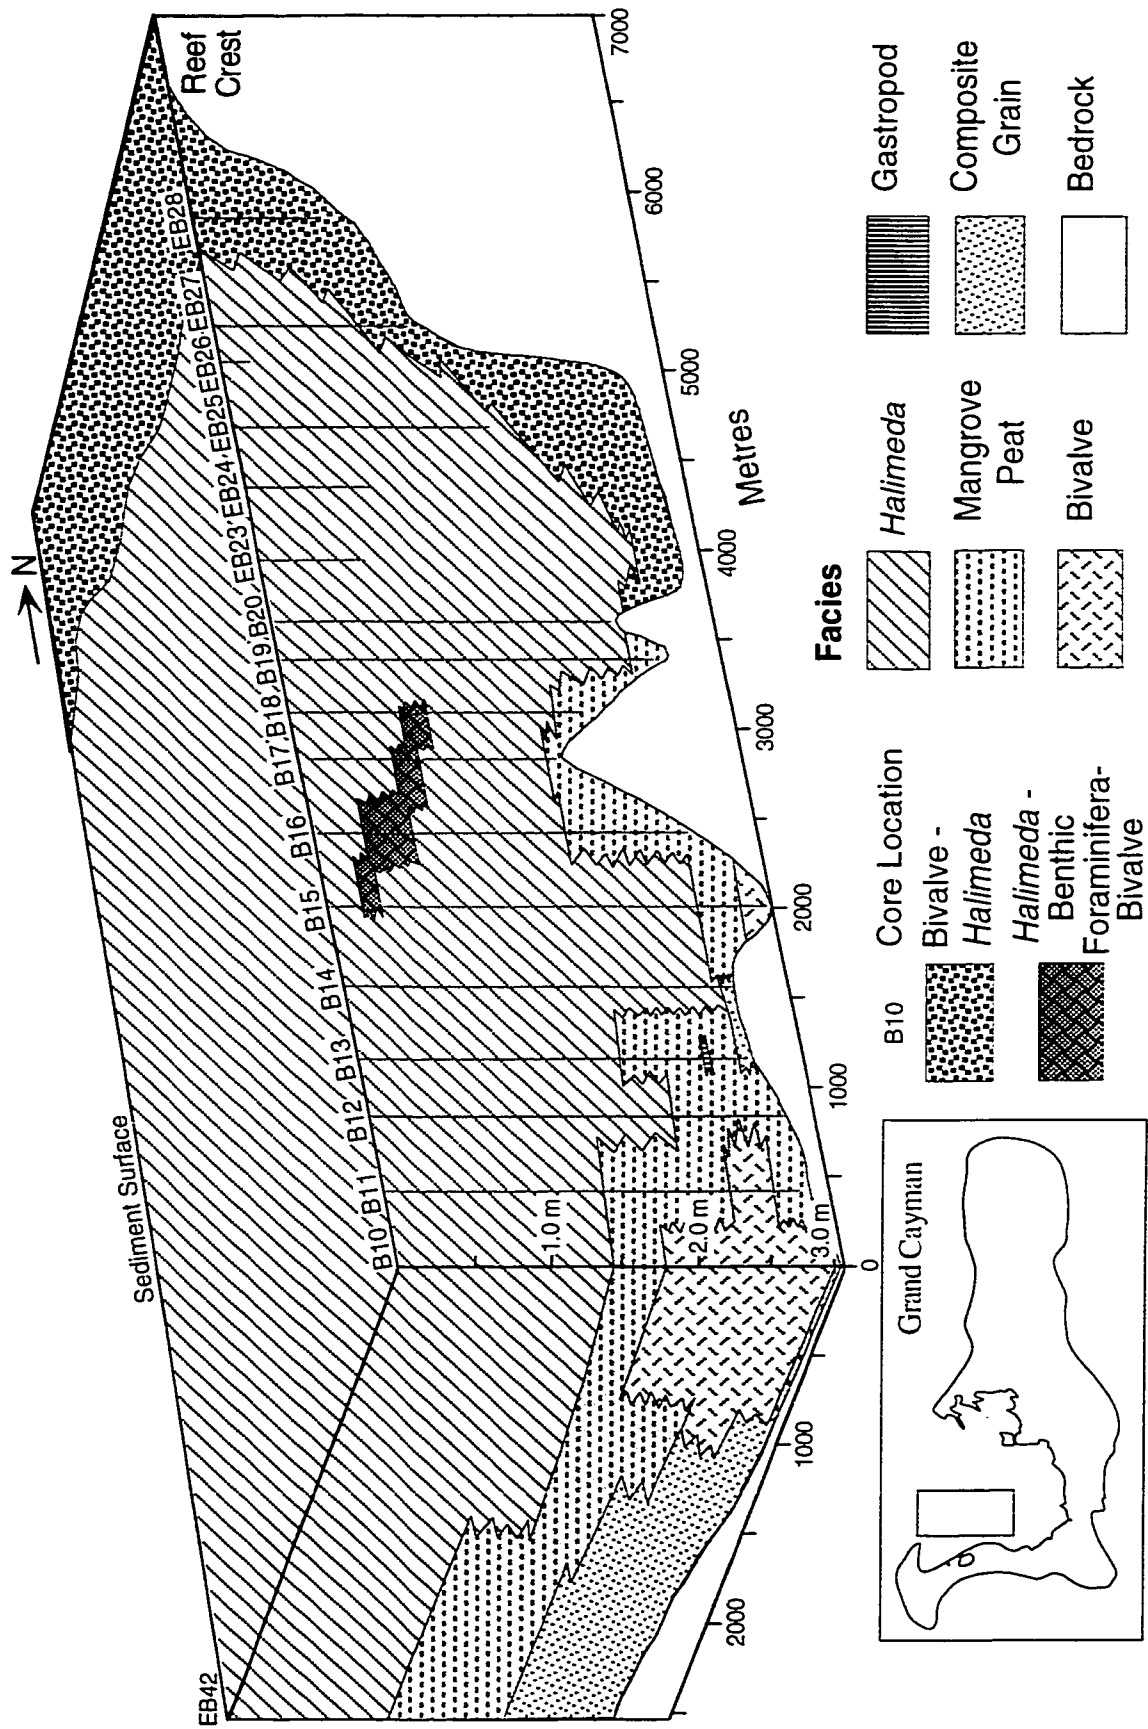 N
Sediment Surface
Reef
Crest
EB42
B10
B11
B12
B13
B14
B15
B16
B17
B18
B19
B20
EB23
EB24
EB25
EB26
EB27
EB28
1.0 m
2.0 m
3.0 m
2000
1000
0
1000
2000
3000
4000
5000
6000
7000
Metres
Grand Cayman
Facies
B10
Core Location
Bivalve -
Halimeda
Halimeda -
Benthic
Foraminifera-
Bivalve
Halimeda
Mangrove
Peat
Bivalve
Gastropod
Composite
Grain
Bedrock